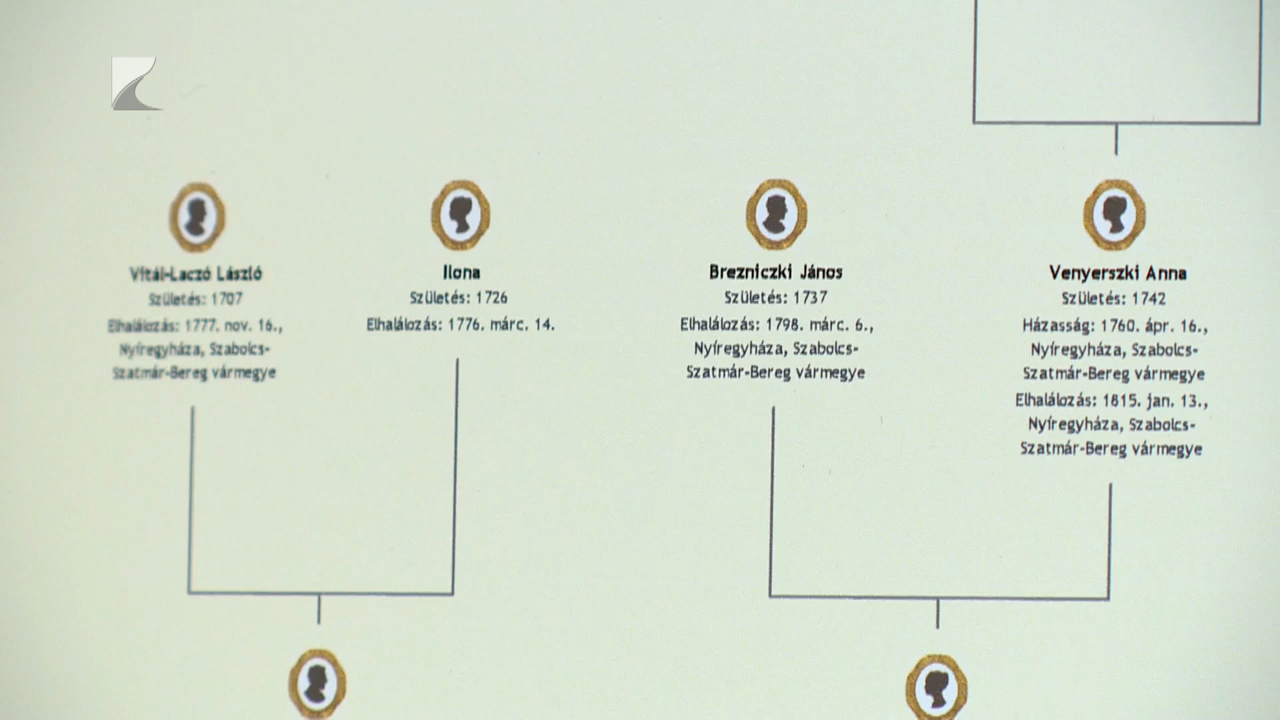 Vitál-Laczó László
Születés: 1707
Elhalálozás: 1777. nov. 16.,
Nyíregyháza, Szabolcs-
Szatmár-Bereg vármegye
Ilona
Születés: 1726
Elhalálozás: 1776. márc. 14.
Brezniczki János
Születés: 1737
Elhalálozás: 1798. márc. 6.,
Nyíregyháza, Szabolcs-
Szatmár-Bereg vármegye
Venyerszki Anna
Születés: 1742
Házasság: 1760. ápr. 16.,
Nyíregyháza, Szabolcs-
Szatmár-Bereg vármegye
Elhalálozás: 1815. jan. 13.,
Nyíregyháza, Szabolcs-
Szatmár-Bereg vármegye